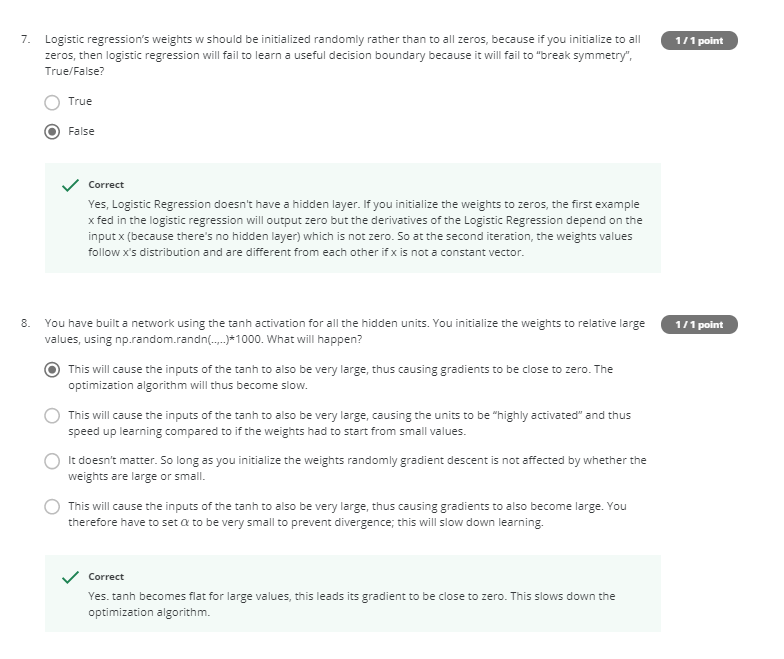 7. Logistic regression's weights w should be initialized randomly rather than to all zeros, because if you initialize to all
1 / 1 point
zeros, then logistic regression will fail to learn a useful decision boundary because it will fail to “break symmetry”,
True/False?
True
False
Correct
Yes, Logistic Regression doesn't have a hidden layer. If you initialize the weights to zeros, the first example
x fed in the logistic regression will output zero but the derivatives of the Logistic Regression depend on the
input x (because there's no hidden layer) which is not zero. So at the second iteration, the weights values
follow x's distribution and are different from each other if x is not a constant vector.
8. You have built a network using the tanh activation for all the hidden units. You initialize the weights to relative large
1 / 1 point
values, using np.random.randn(..,..)*1000. What will happen?
This will cause the inputs of the tanh to also be very large, thus causing gradients to be close to zero. The
optimization algorithm will thus become slow.
This will cause the inputs of the tanh to also be very large, causing the units to be “highly activated” and thus
speed up learning compared to if the weights had to start from small values.
It doesn't matter. So long as you initialize the weights randomly gradient descent is not affected by whether the
weights are large or small.
This will cause the inputs of the tanh to also be very large, thus causing gradients to also become large. You
therefore have to set α to be very small to prevent divergence; this will slow down learning.
Correct
Yes. tanh becomes flat for large values, this leads its gradient to be close to zero. This slows down the
optimization algorithm.